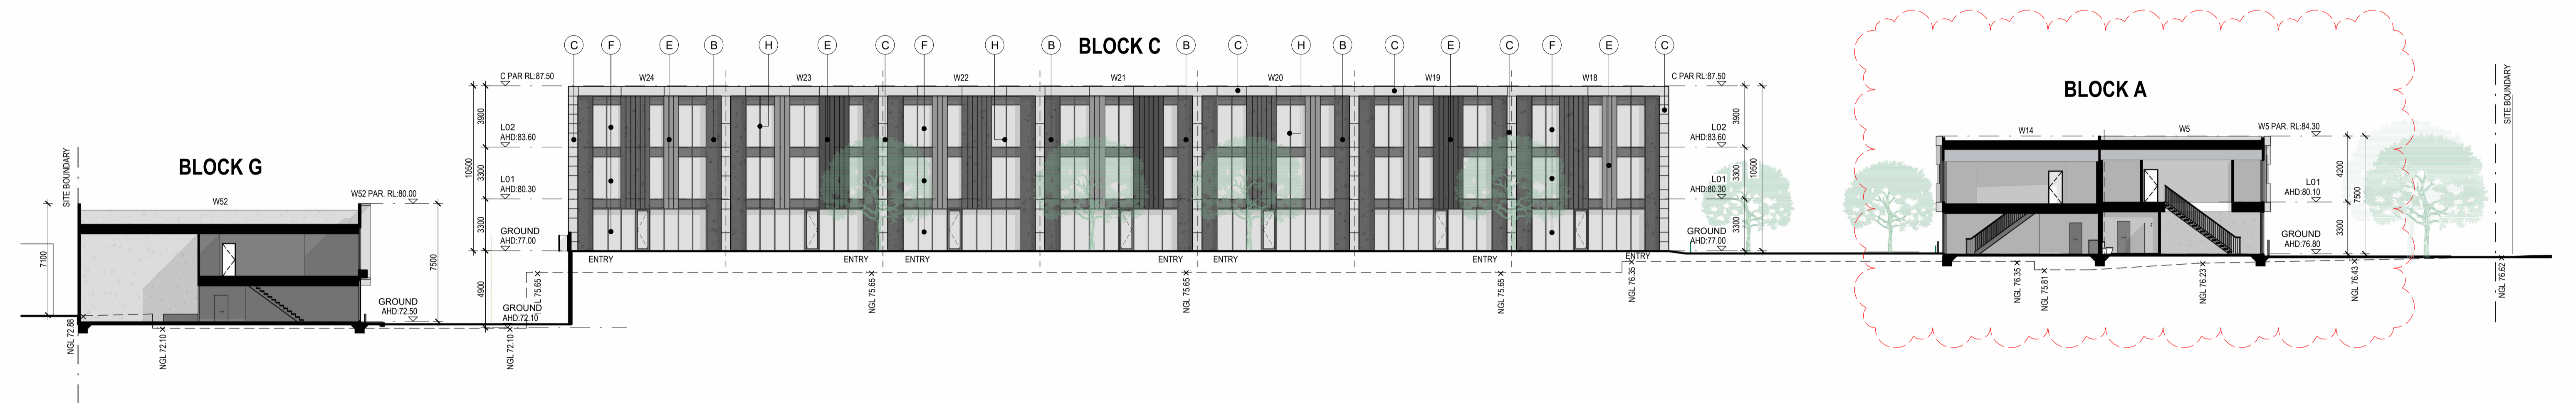 BLOCK G
SITE BOUNDARY
W52
W52 PAR. RL:80.00
7100
7500
GROUND
AHD:72.50
NGL 72.88
NGL 72.10
BLOCK C
C
F
E
B
H
E
C
F
H
B
B
C
H
B
C
E
C
F
E
C
C PAR RL:87.50
W24
W23
W22
W21
W20
W19
W18
C PAR RL:87.50
10500
3900
3300
3300
4900
L02
AHD:83.60
L01
AHD:80.30
GROUND
AHD:77.00
GROUND
AHD:72.10
NGL 72.10
NGL 75.65
ENTRY
ENTRY
ENTRY
ENTRY
ENTRY
ENTRY
ENTRY
NGL 75.65
NGL 75.65
NGL 75.65
NGL 76.35
L02
AHD:83.60
L01
AHD:80.30
GROUND
AHD:77.00
3900
3300
3300
10500
BLOCK A
W14
W5
W5 PAR. RL:84.30
L01
AHD:80.10
GROUND
AHD:76.80
4200
3300
7500
NGL 76.35
NGL 75.81
NGL 76.23
NGL 76.43
NGL 76.62
SITE BOUNDARY